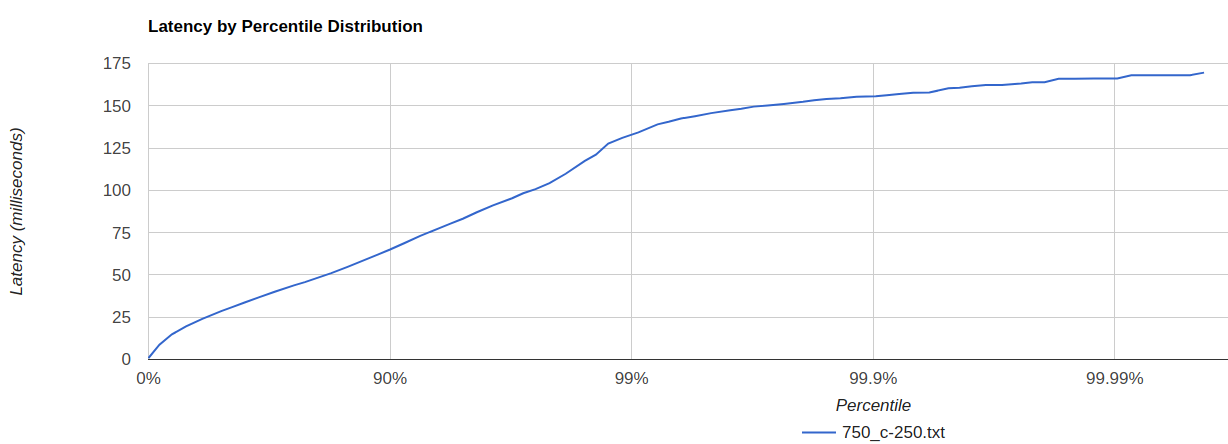 Latency by Percentile Distribution
Latency (milliseconds)
175
150
125
100
75
50
25
0
0% 90% 99% 99.9% 99.99%
Percentile
750_c-250.txt